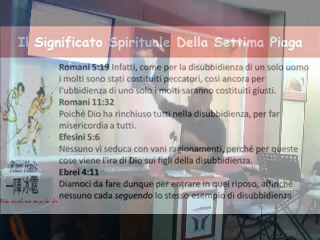 Il Significato Spirituale Della Settima Piaga
Romani 5:19 Infatti, come per la disubbidienza di un solo uomo
i molti sono stati costituiti peccatori, così ancora per
l'ubbidienza di uno solo i molti saranno costituiti giusti.
Romani 11:32
Poiché Dio ha rinchiuso tutti nella disubbidienza, per far
misericordia a tutti.
Efesini 5:6
Nessuno vi seduca con vani ragionamenti, perché per queste
cose viene l'ira di Dio sui figli della disubbidienza.
Ebrei 4:11
Diamoci da fare dunque per entrare in quel riposo, affinché
nessuno cada seguendo lo stesso esempio di disubbidienza